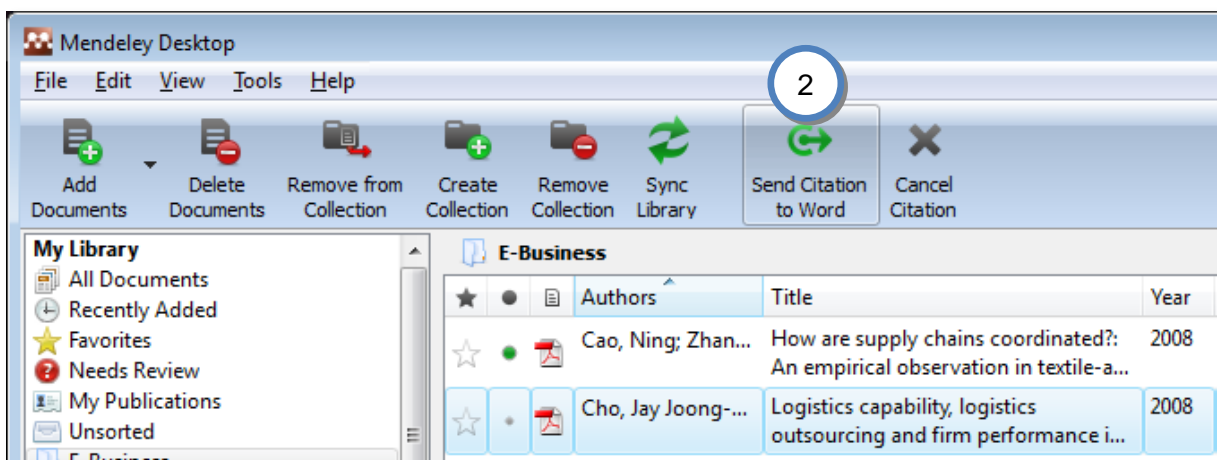 Mendeley Desktop
File Edit View Tools Help
2
Add Documents
Delete Documents
Remove from Collection
Create Collection
Remove Collection
Sync Library
Send Citation to Word
Cancel Citation
My Library
All Documents
Recently Added
Favorites
Needs Review
My Publications
Unsorted
E-Business
E-Business
Authors Title Year
Cao, Ning; Zhan... How are supply chains coordinated?: 2008
An empirical observation in textile-a...
Cho, Jay Joong-... Logistics capability, logistics 2008
outsourcing and firm performance i...